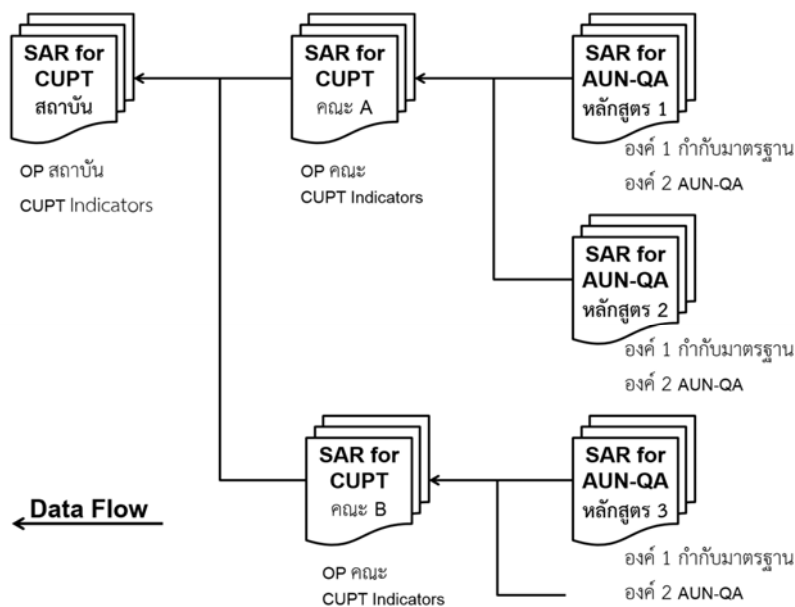 SAR for
CUPT
สถาบัน
OP สถาบัน
CUPT Indicators
SAR for
CUPT
คณะ A
OP คณะ
CUPT Indicators
SAR for
AUN-QA
หลักสูตร 1
องค์ 1 กำกับมาตรฐาน
องค์ 2 AUN-QA
SAR for
AUN-QA
หลักสูตร 2
องค์ 1 กำกับมาตรฐาน
องค์ 2 AUN-QA
SAR for
CUPT
คณะ B
OP คณะ
CUPT Indicators
SAR for
AUN-QA
หลักสูตร 3
องค์ 1 กำกับมาตรฐาน
องค์ 2 AUN-QA
Data Flow